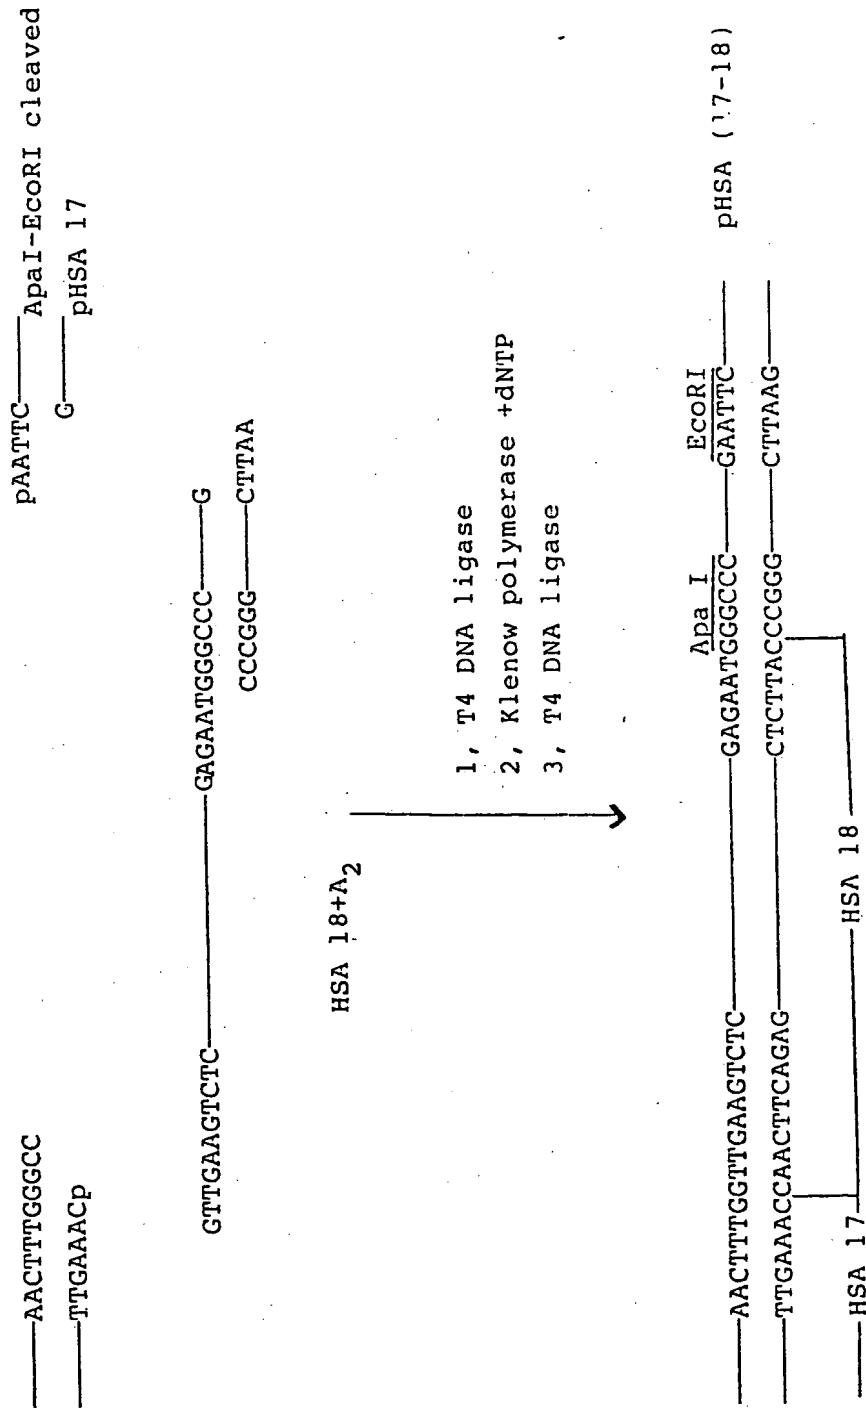 AACTTTGGGCC pAATTC ApaI-EcoRI cleaved
TTGAAACp G pHSA 17
GTTGAAGTCTC GAGAATGGGCCC G
CCCGGG CTTAA
HSA 18+A2
1, T4 DNA ligase
2, Klenow polymerase +dNTP
3, T4 DNA ligase
Apa I EcoRI
AACTTTGGTTGAAGTCTC GAGAATGGGCCC GAATTC pHSA (17-18)
TTGAAACCAACTTCAGAG CTCTTACCCGGG CTTAAG
HSA 17 HSA 18